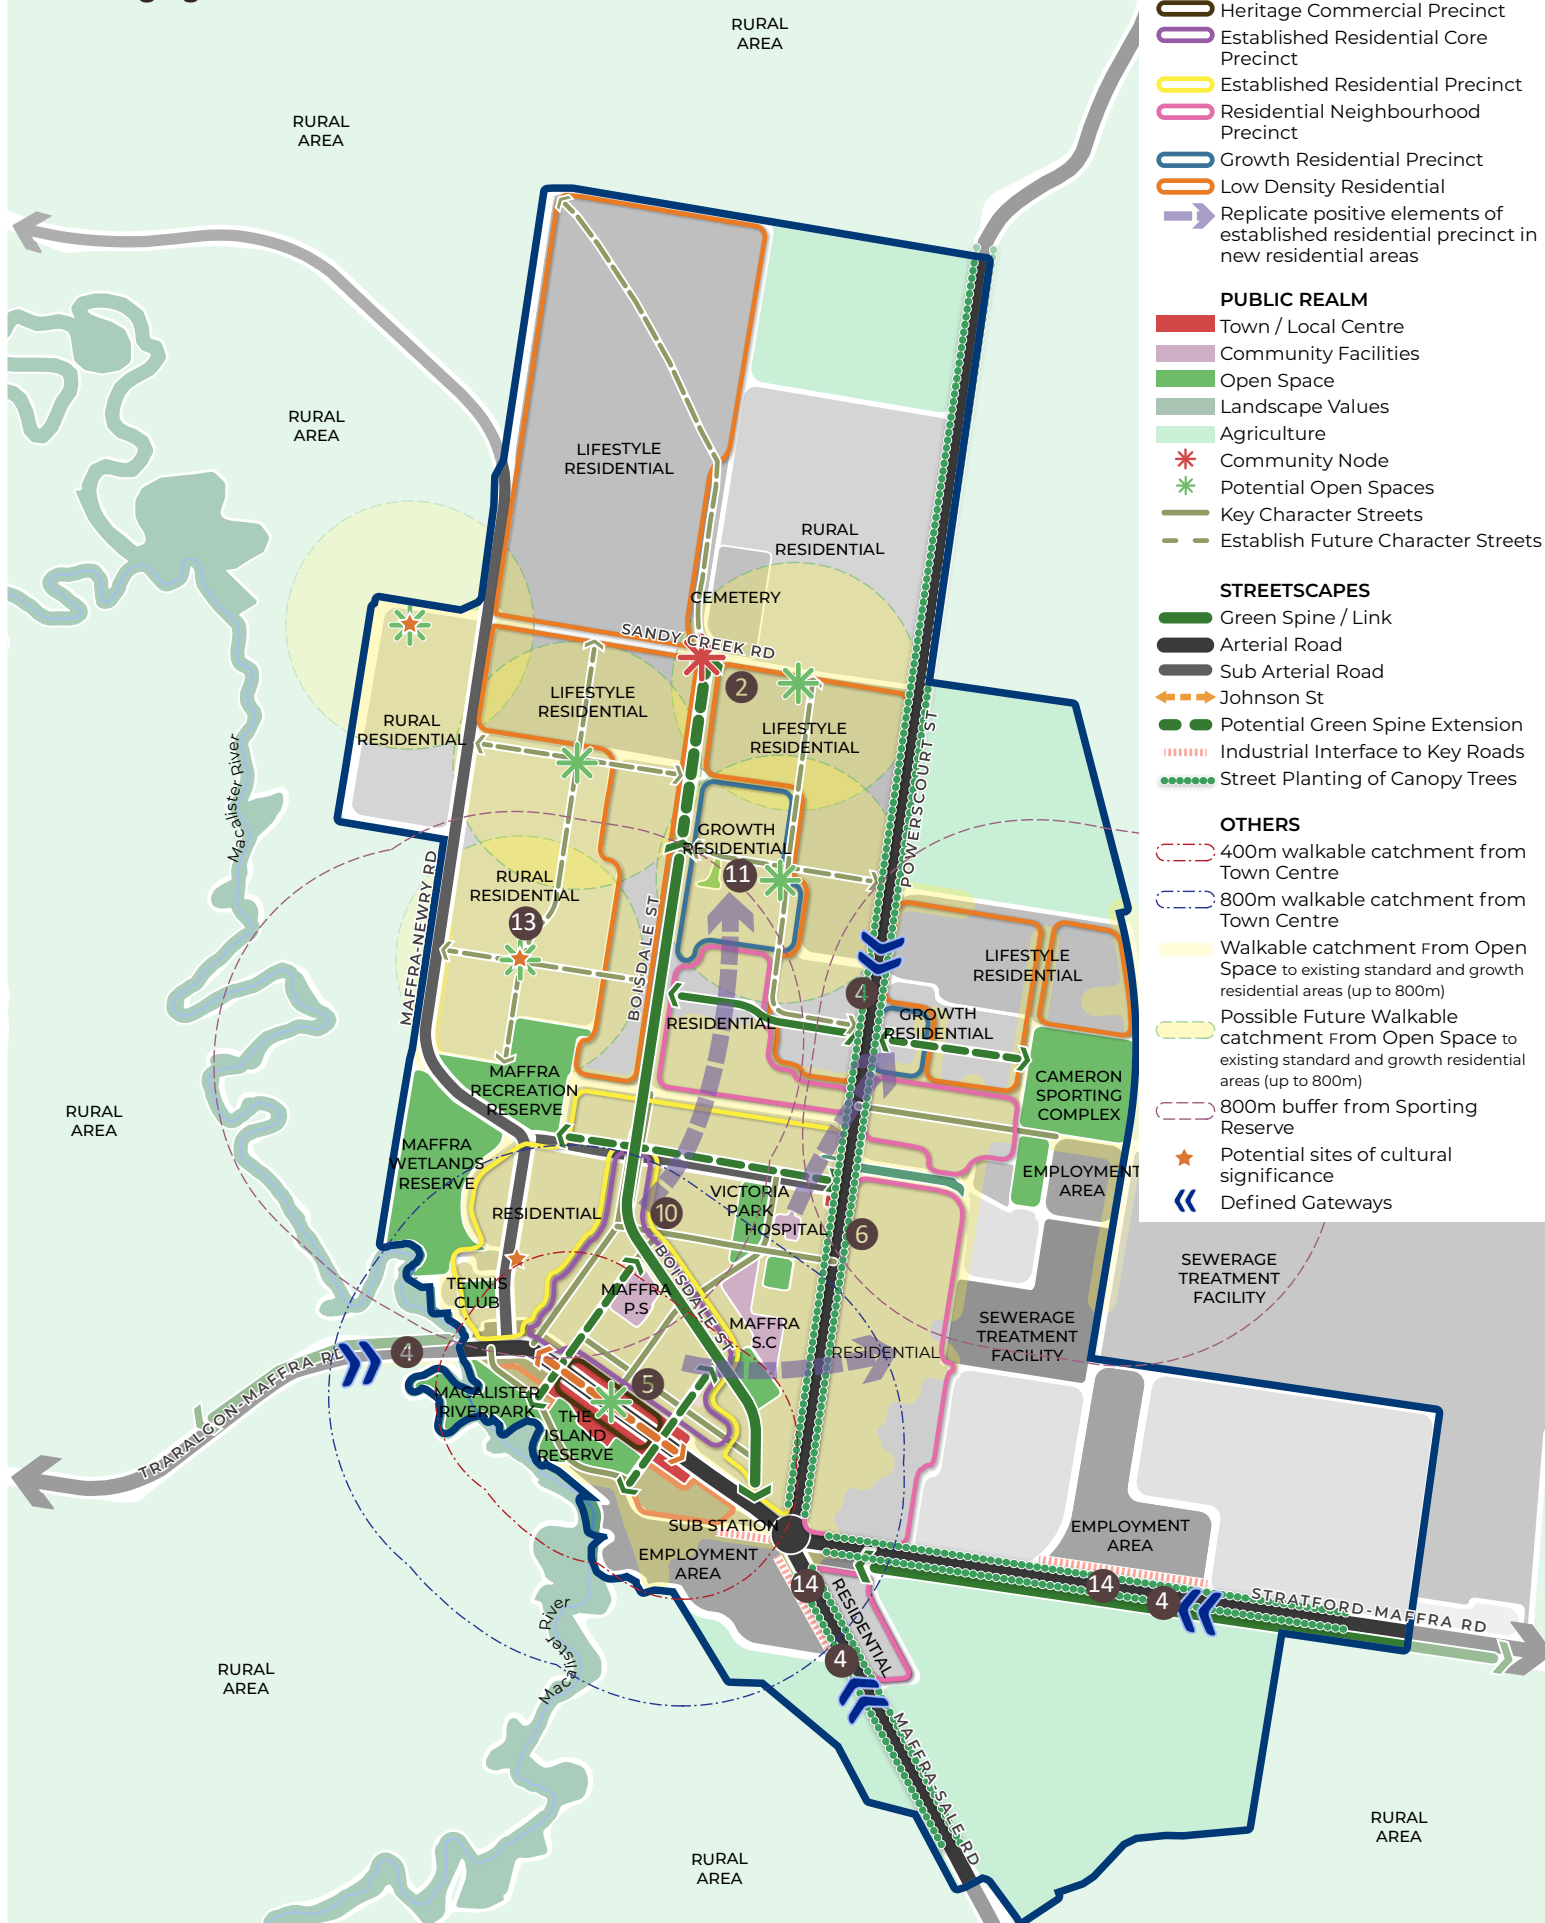 Heritage Commercial Precinct
Established Residential Core
Precinct
Established Residential Precinct
Residential Neighbourhood
Precinct
Growth Residential Precinct
Low Density Residential
Replicate positive elements of
established residential precinct in
new residential areas
PUBLIC REALM
Town / Local Centre
Community Facilities
Open Space
Landscape Values
Agriculture
Community Node
Potential Open Spaces
Key Character Streets
Establish Future Character Streets
STREETSCAPES
Green Spine / Link
Arterial Road
Sub Arterial Road
Johnson St
Potential Green Spine Extension
Industrial Interface to Key Roads
Street Planting of Canopy Trees
OTHERS
400m walkable catchment from
Town Centre
800m walkable catchment from
Town Centre
Walkable catchment From Open
Space to existing standard and growth
residential areas (up to 800m)
Possible Future Walkable
catchment From Open Space to
existing standard and growth residential
areas (up to 800m)
800m buffer from Sporting
Reserve
Potential sites of cultural
significance
Defined Gateways
RURAL
AREA
RURAL
AREA
RURAL
AREA
LIFESTYLE
RESIDENTIAL
RURAL
RESIDENTIAL
CEMETERY
SANDY CREEK RD
2
LIFESTYLE
RESIDENTIAL
RURAL
RESIDENTIAL
LIFESTYLE
RESIDENTIAL
POWERSCOURT ST
Macalister River
GROWTH
RESIDENTIAL
11
RURAL
RESIDENTIAL
13
MAFFRA-NEWRY RD
BOISDALE ST
LIFESTYLE
RESIDENTIAL
4
RESIDENTIAL
GROWTH
RESIDENTIAL
MAFFRA
RECREATION
RESERVE
CAMERON
SPORTING
COMPLEX
RURAL
AREA
MAFFRA
WETLANDS
RESERVE
EMPLOYMENT
AREA
VICTORIA
PARK
HOSPITAL
RESIDENTIAL
10
6
BOISDALE ST
SEWERAGE
TREATMENT
FACILITY
TENNIS
CLUB
MAFFRA
P.S
MAFFRA
S.C
SEWERAGE
TREATMENT
FACILITY
RESIDENTIAL
4
TRARALGON-MAFFRA RD
5
MACALISTER
RIVERPARK
THE
ISLAND
RESERVE
SUB STATION
EMPLOYMENT
AREA
EMPLOYMENT
AREA
14
RESIDENTIAL
14
4
STRATFORD-MAFFRA RD
4
Macalister River
RURAL
AREA
MAFFRA-SALE RD
RURAL
AREA
RURAL
AREA